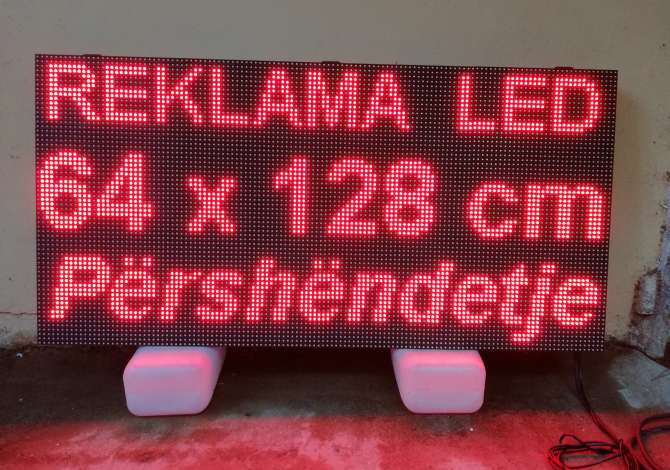 REKLAMA LED
64 x 128 cm
Përshëndetje